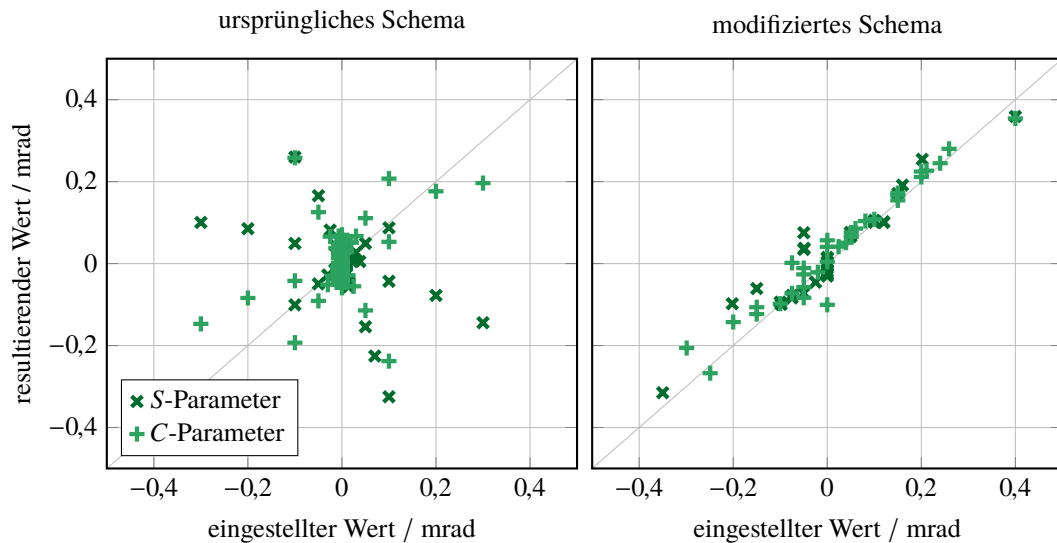 ursprüngliches Schema
modifiziertes Schema
resultierender Wert / mrad
0,4
0,2
0
−0,2
−0,4
S-Parameter
C-Parameter
−0,4 −0,2 0 0,2 0,4
−0,4 −0,2 0 0,2 0,4
eingestellter Wert / mrad
eingestellter Wert / mrad